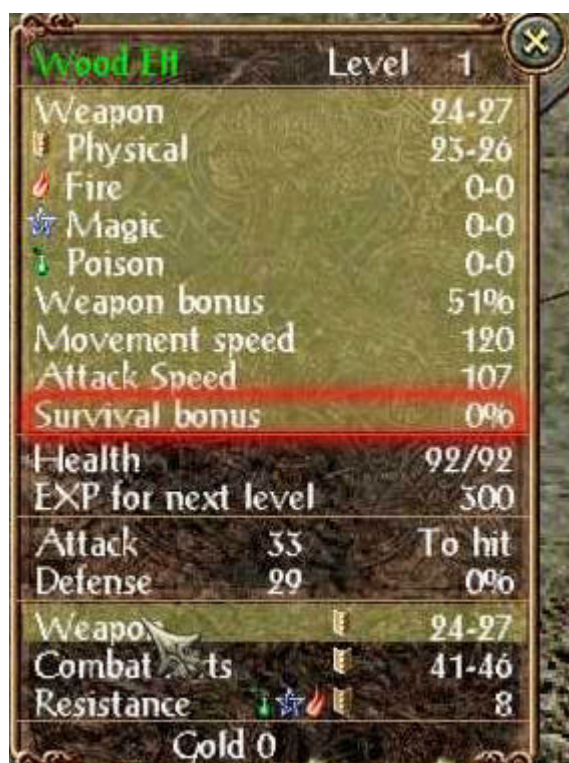 Wood Elf Level 1
Weapon 24-27
Physical 23-26
Fire 0-0
Magic 0-0
Poison 0-0
Weapon bonus 51%
Movement speed 120
Attack Speed 107
Survival bonus 0%
Health 92/92
EXP for next level 300
Attack 33 To hit
Defense 29 0%
Weapon 24-27
Combat 41-46
Resistance 8
Gold 0